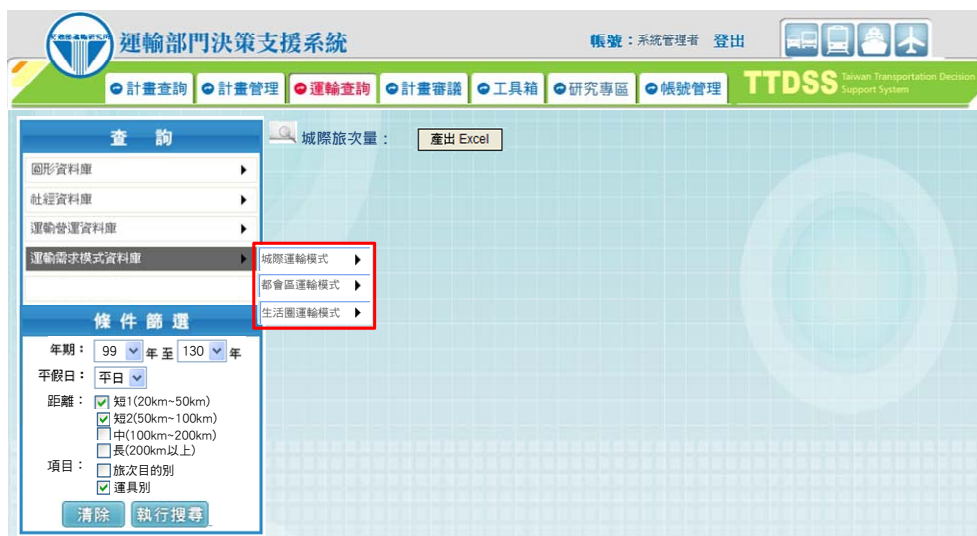 運輸部門決策支援系統
帳號：系統管理者 登出
計畫查詢 計畫管理 運輸查詢 計畫審議 工具箱 研究專區 帳號管理
TTDSS Taiwan Transportation Decision
Support System
查 詢
城際旅次量： 產出 Excel
圖形資料庫
社經資料庫
運輸營運資料庫
運輸需求模式資料庫
城際運輸模式
都會區運輸模式
生活圈運輸模式
條件篩選
年期： 99 年 至 130 年
平假日： 平日
距離： 短1(20km~50km)
短2(50km~100km)
中(100km~200km)
長(200km以上)
項目： 旅次目的別
運具別
清除 執行搜尋